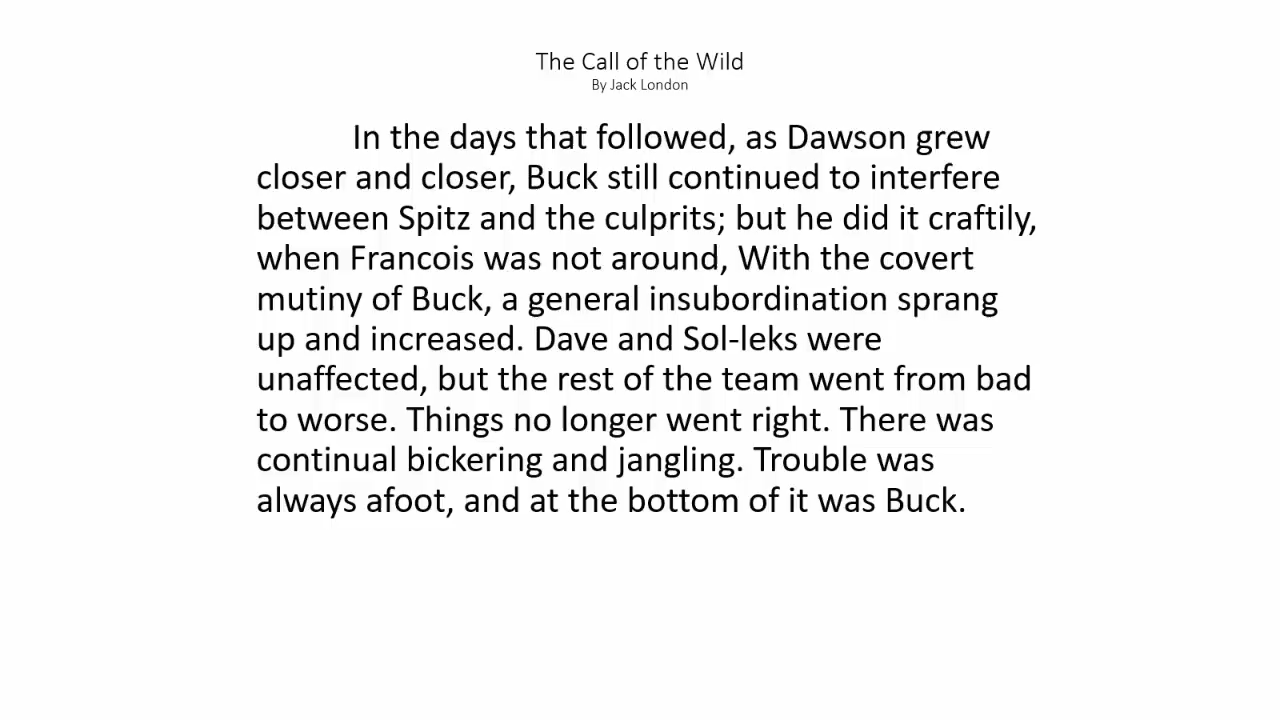 The Call of the Wild
By Jack London
In the days that followed, as Dawson grew
closer and closer, Buck still continued to interfere
between Spitz and the culprits; but he did it craftily,
when Francois was not around, With the covert
mutiny of Buck, a general insubordination sprang
up and increased. Dave and Sol-leks were
unaffected, but the rest of the team went from bad
to worse. Things no longer went right. There was
continual bickering and jangling. Trouble was
always afoot, and at the bottom of it was Buck.